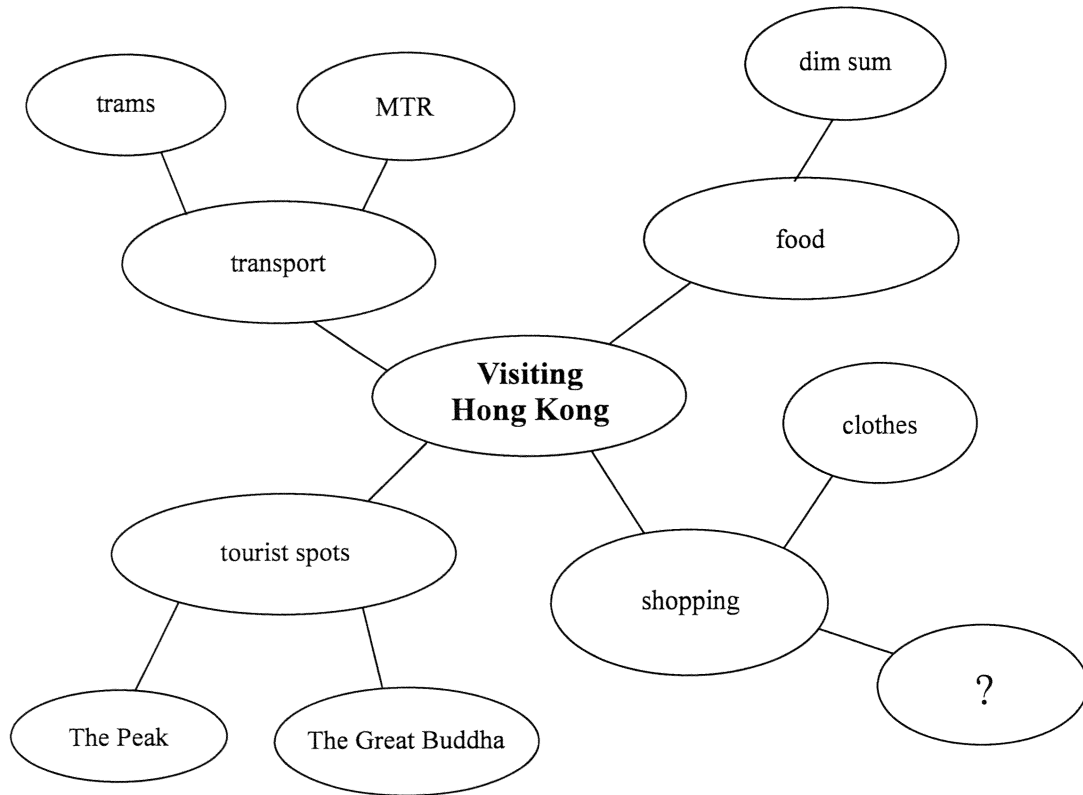 dim sum
trams
MTR
food
transport
Visiting
Hong Kong
clothes
tourist spots
shopping
?
The Peak
The Great Buddha